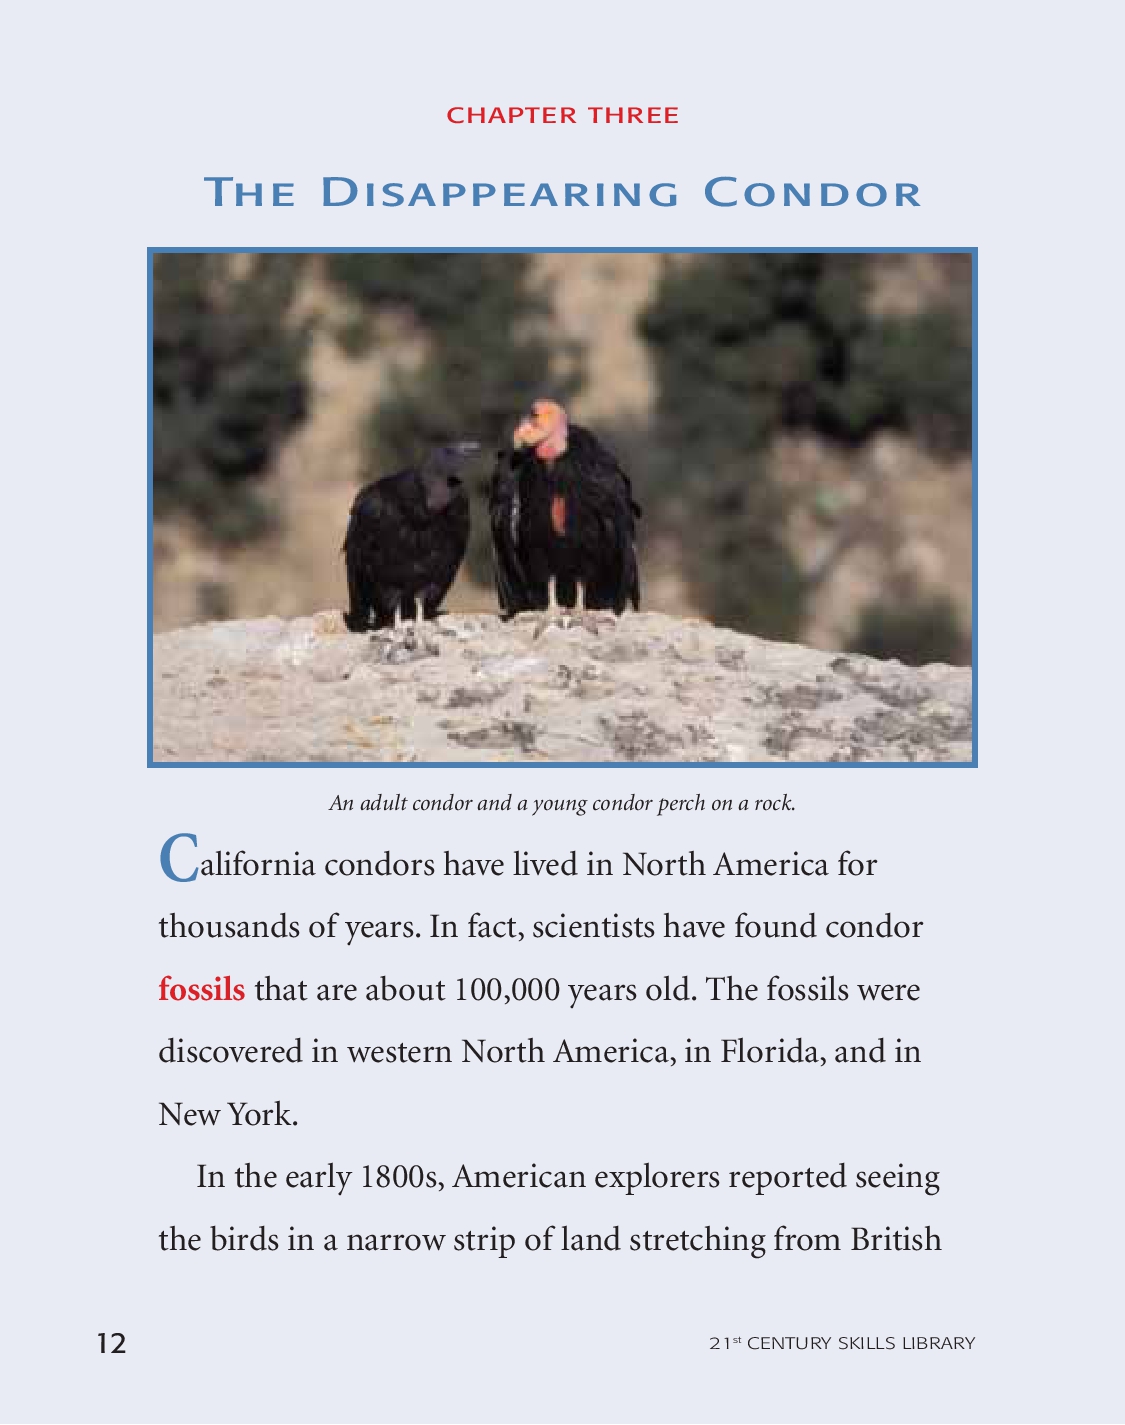 CHAPTER THREE
THE DISAPPEARING CONDOR
An adult condor and a young condor perch on a rock.
California condors have lived in North America for
thousands of years. In fact, scientists have found condor
fossils that are about 100,000 years old. The fossils were
discovered in western North America, in Florida, and in
New York.
In the early 1800s, American explorers reported seeing
the birds in a narrow strip of land stretching from British
12
21st CENTURY SKILLS LIBRARY